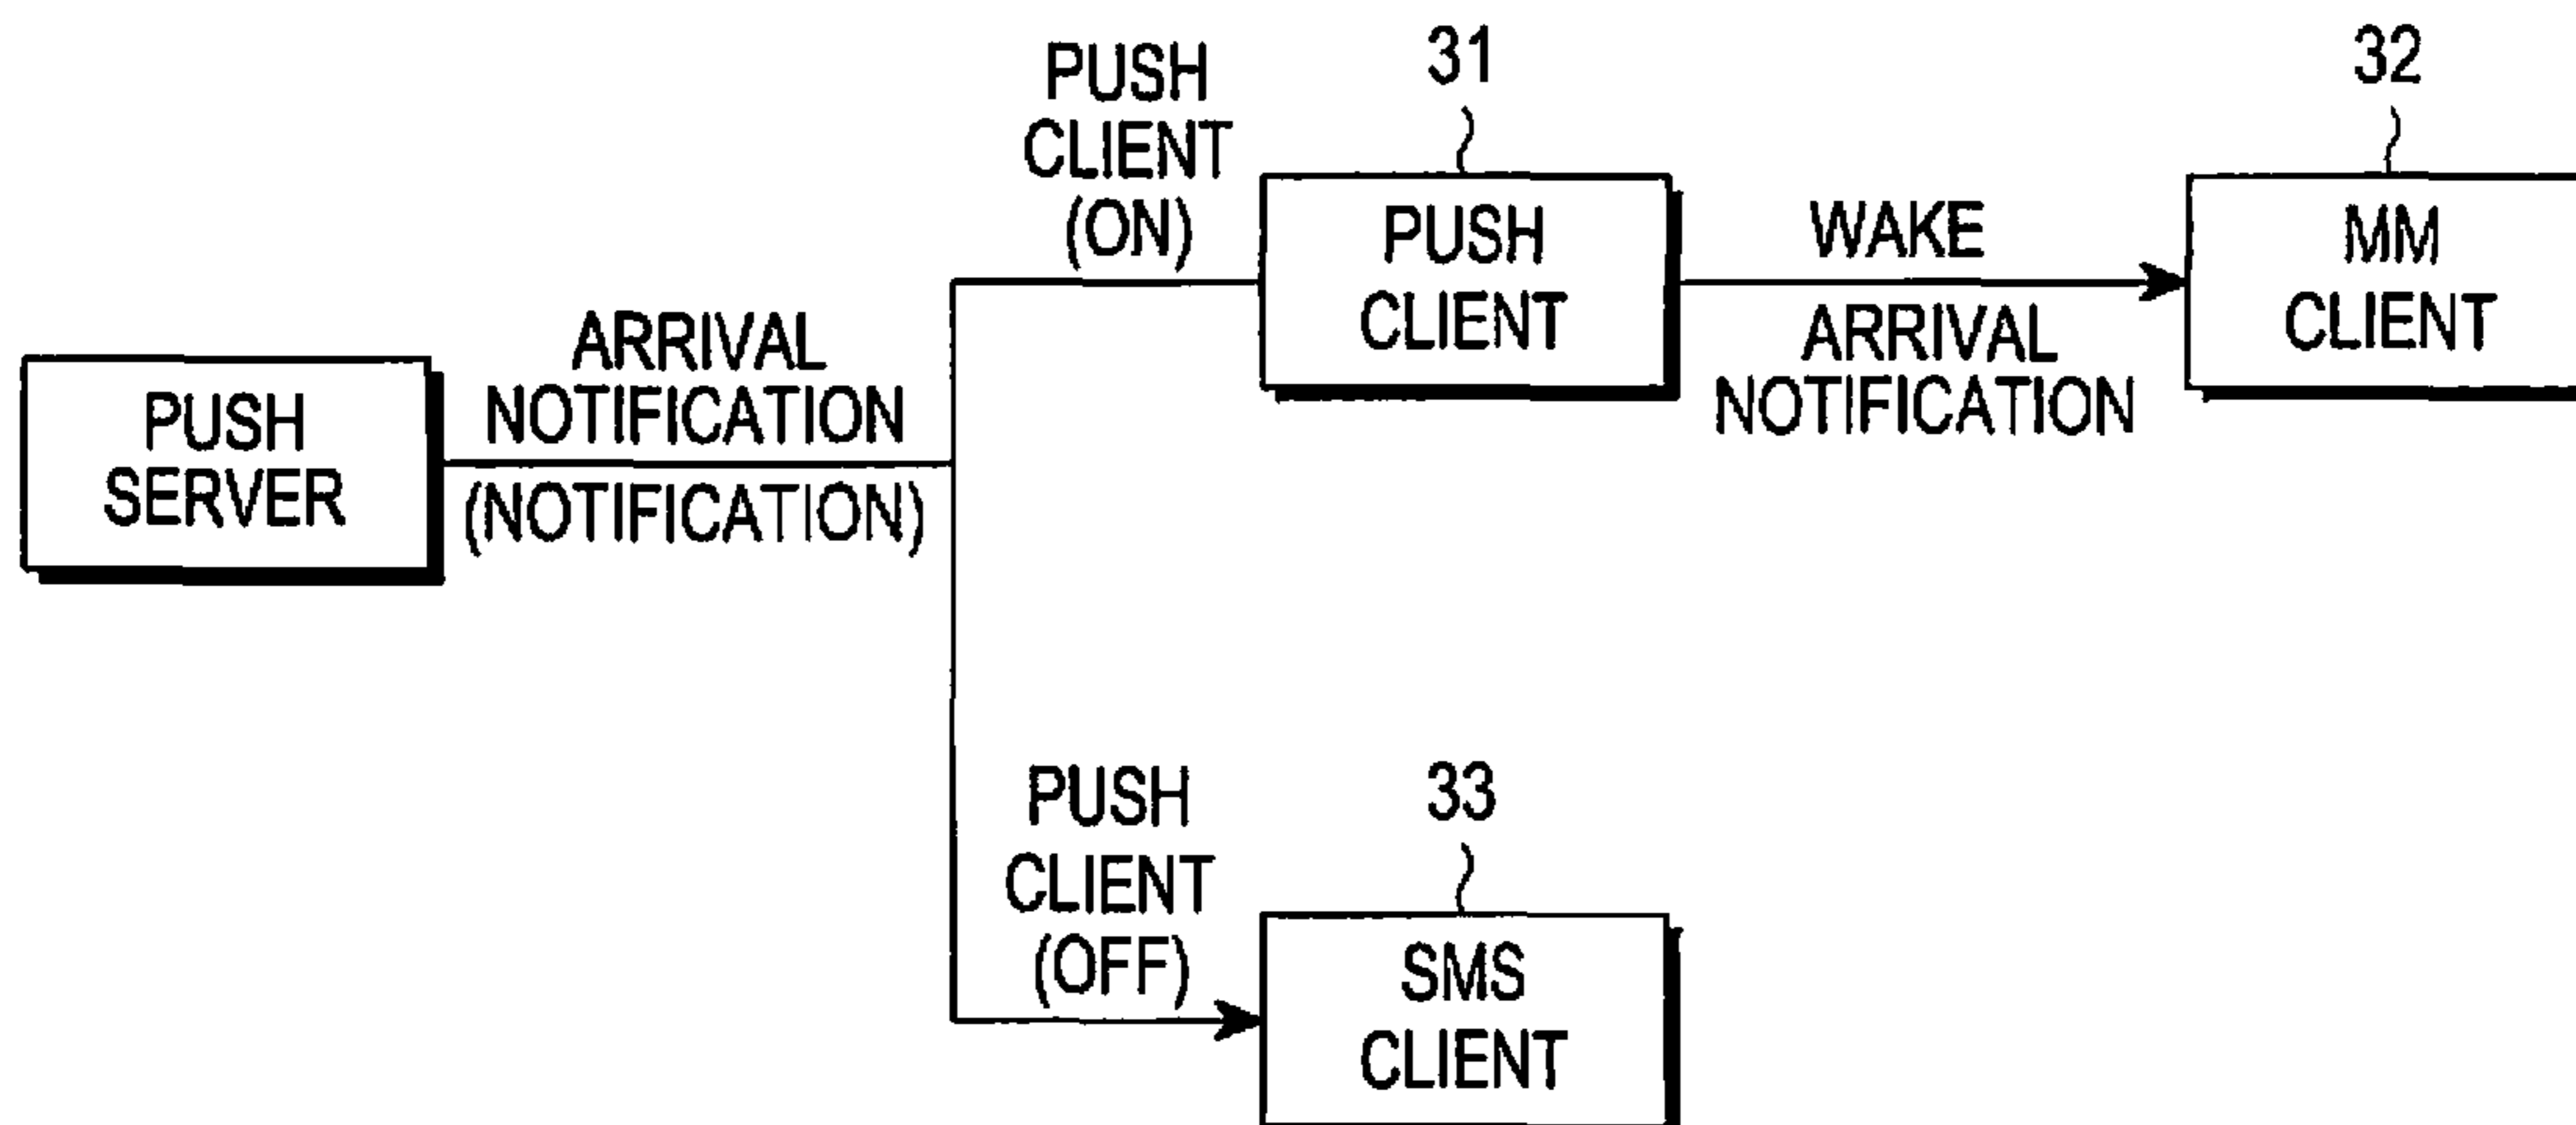 PUSH
SERVER
ARRIVAL
NOTIFICATION
(NOTIFICATION)
PUSH
CLIENT
(ON)
31
PUSH
CLIENT
WAKE
ARRIVAL
NOTIFICATION
32
MM
CLIENT
PUSH
CLIENT
(OFF)
33
SMS
CLIENT